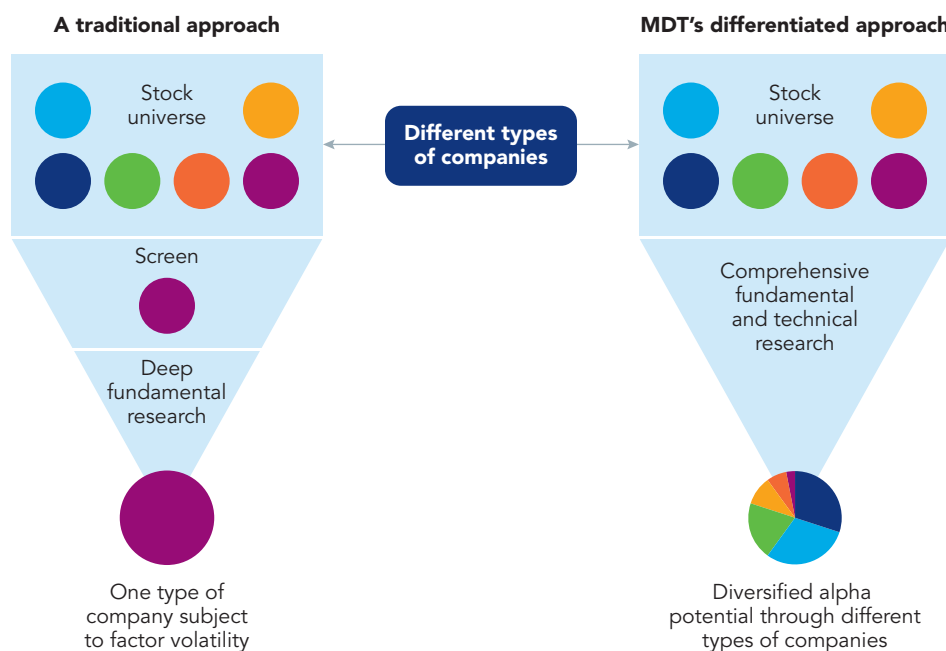 A traditional approach
Stock
universe
Screen
Deep
fundamental
research
One type of
company subject
to factor volatility
Different types
of companies
MDT’s differentiated approach
Stock
universe
Comprehensive
fundamental
and technical
research
Diversified alpha
potential through different
types of companies